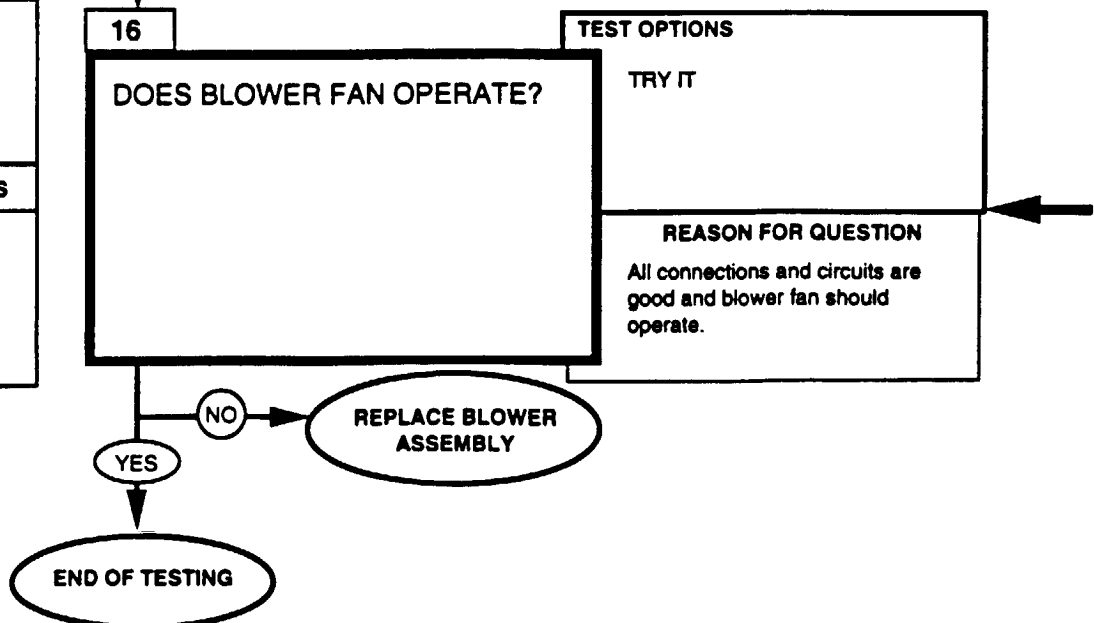 16
DOES BLOWER FAN OPERATE?
TEST OPTIONS
TRY IT
S
REASON FOR QUESTION
All connections and circuits are
good and blower fan should
operate.
NO
REPLACE BLOWER
ASSEMBLY
YES
END OF TESTING